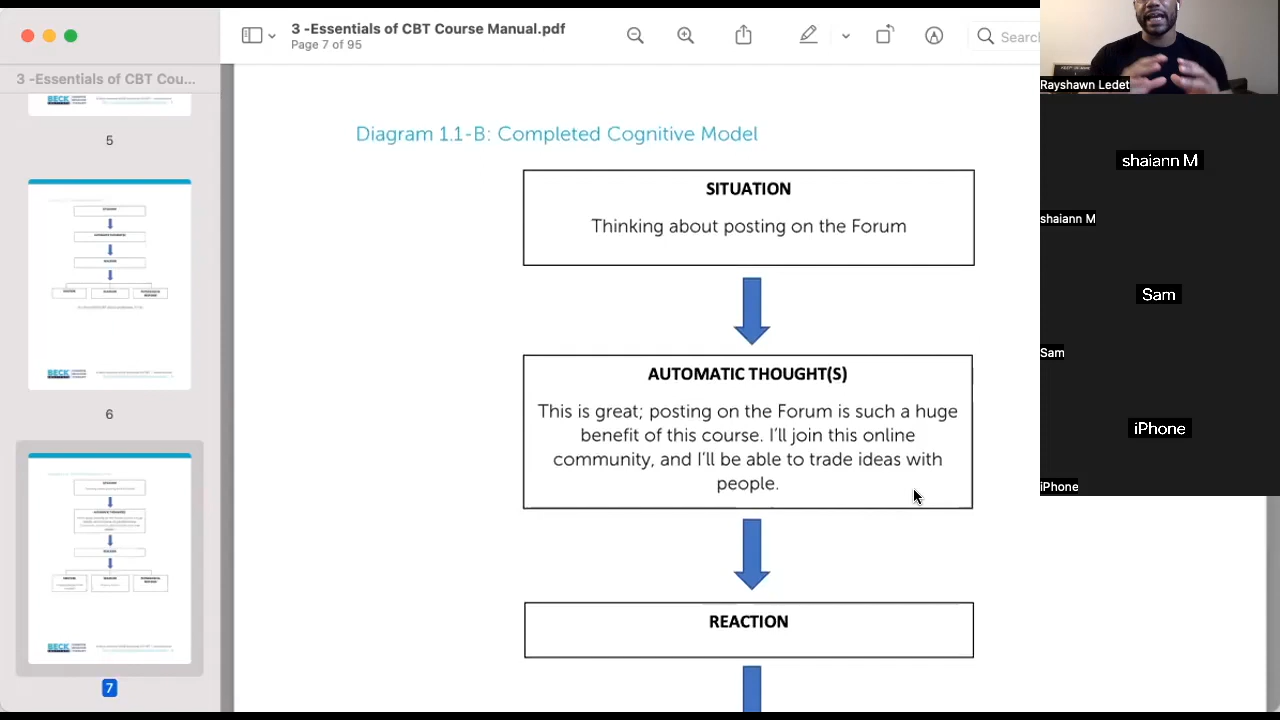 3 -Essentials of CBT Course Manual.pdf
Page 7 of 95
Search
3 -Essentials of CBT Cou...
BECK
5
BECK
6
BECK
7
Diagram 1.1-B: Completed Cognitive Model
SITUATION
Thinking about posting on the Forum
AUTOMATIC THOUGHT(S)
This is great; posting on the Forum is such a huge
benefit of this course. I'll join this online
community, and I'll be able to trade ideas with
people.
REACTION
Rayshawn Ledet
shaiann M
shaiann M
Sam
Sam
iPhone
iPhone